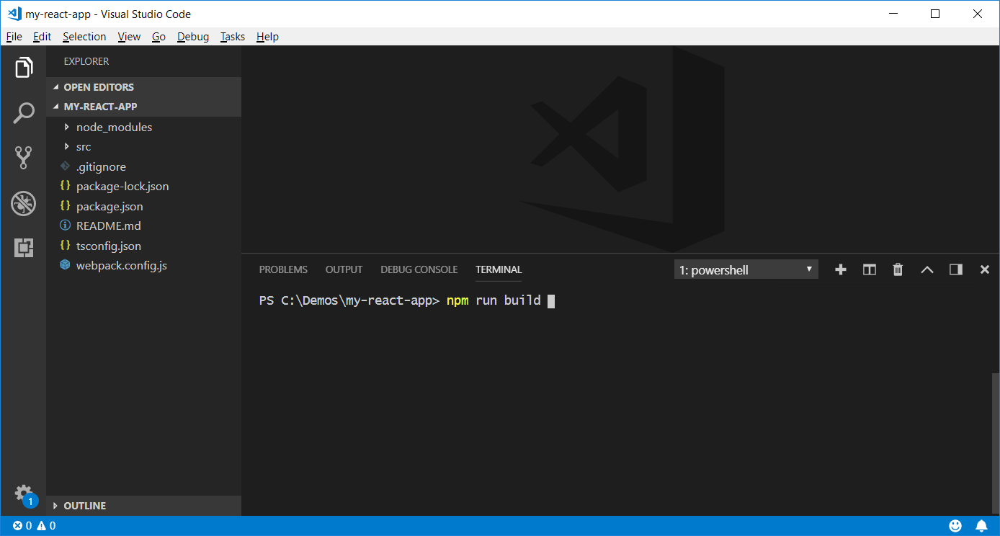 my-react-app - Visual Studio Code
File Edit Selection View Go Debug Tasks Help
EXPLORER
OPEN EDITORS
MY-REACT-APP
node_modules
src
.gitignore
package-lock.json
package.json
README.md
tsconfig.json
webpack.config.js
OUTLINE
PROBLEMS OUTPUT DEBUG CONSOLE TERMINAL 1: powershell
PS C:\Demos\my-react-app> npm run build
1
0 0